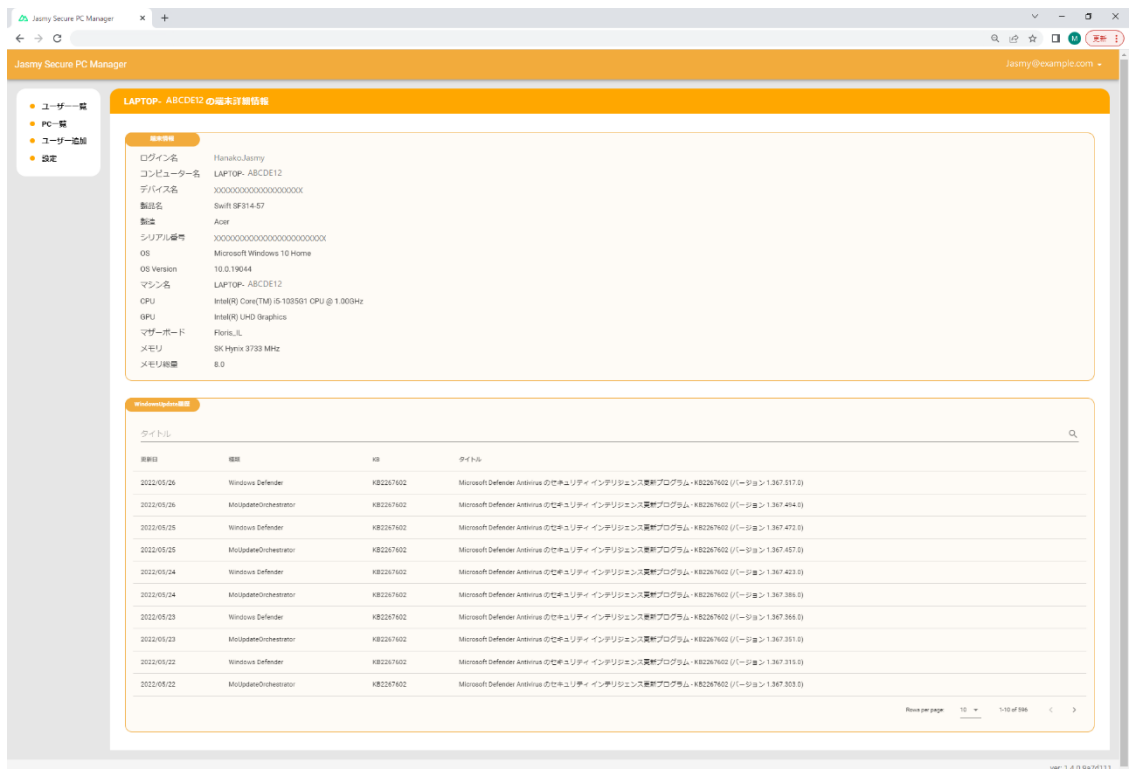 Jasmy Secure PC Manager
更新
Jasmy Secure PC Manager
Jasmy@example.com
ユーザー一覧
PC一覧
ユーザー追加
設定
LAPTOP- ABCDE12 の端末詳細情報
端末情報
ログイン名 HanakoJasmy
コンピューター名 LAPTOP- ABCDE12
デバイス名 XXXXXXXXXXXXXXXXXXX
製品名 Swift SF314-57
製造 Acer
シリアル番号 XXXXXXXXXXXXXXXXXXXXXXXX
OS Microsoft Windows 10 Home
OS Version 10.0.19044
マシン名 LAPTOP- ABCDE12
CPU Intel(R) Core(TM) i5-1035G1 CPU @ 1.00GHz
GPU Intel(R) UHD Graphics
マザーボード Floris_IL
メモリ SK Hynix 3733 MHz
メモリ総量 8.0
WindowsUpdate履歴
タイトル
更新日 種類 KB タイトル
2022/05/26 Windows Defender KB2267602 Microsoft Defender Antivirus のセキュリティ インテリジェンス更新プログラム - KB2267602 (バージョン 1.367.517.0)
2022/05/26 MoUpdateOrchestrator KB2267602 Microsoft Defender Antivirus のセキュリティ インテリジェンス更新プログラム - KB2267602 (バージョン 1.367.494.0)
2022/05/25 Windows Defender KB2267602 Microsoft Defender Antivirus のセキュリティ インテリジェンス更新プログラム - KB2267602 (バージョン 1.367.472.0)
2022/05/25 MoUpdateOrchestrator KB2267602 Microsoft Defender Antivirus のセキュリティ インテリジェンス更新プログラム - KB2267602 (バージョン 1.367.457.0)
2022/05/24 Windows Defender KB2267602 Microsoft Defender Antivirus のセキュリティ インテリジェンス更新プログラム - KB2267602 (バージョン 1.367.423.0)
2022/05/24 MoUpdateOrchestrator KB2267602 Microsoft Defender Antivirus のセキュリティ インテリジェンス更新プログラム - KB2267602 (バージョン 1.367.386.0)
2022/05/23 Windows Defender KB2267602 Microsoft Defender Antivirus のセキュリティ インテリジェンス更新プログラム - KB2267602 (バージョン 1.367.366.0)
2022/05/23 MoUpdateOrchestrator KB2267602 Microsoft Defender Antivirus のセキュリティ インテリジェンス更新プログラム - KB2267602 (バージョン 1.367.351.0)
2022/05/22 Windows Defender KB2267602 Microsoft Defender Antivirus のセキュリティ インテリジェンス更新プログラム - KB2267602 (バージョン 1.367.315.0)
2022/05/22 MoUpdateOrchestrator KB2267602 Microsoft Defender Antivirus のセキュリティ インテリジェンス更新プログラム - KB2267602 (バージョン 1.367.303.0)
Rows per page: 10 1-10 of 596